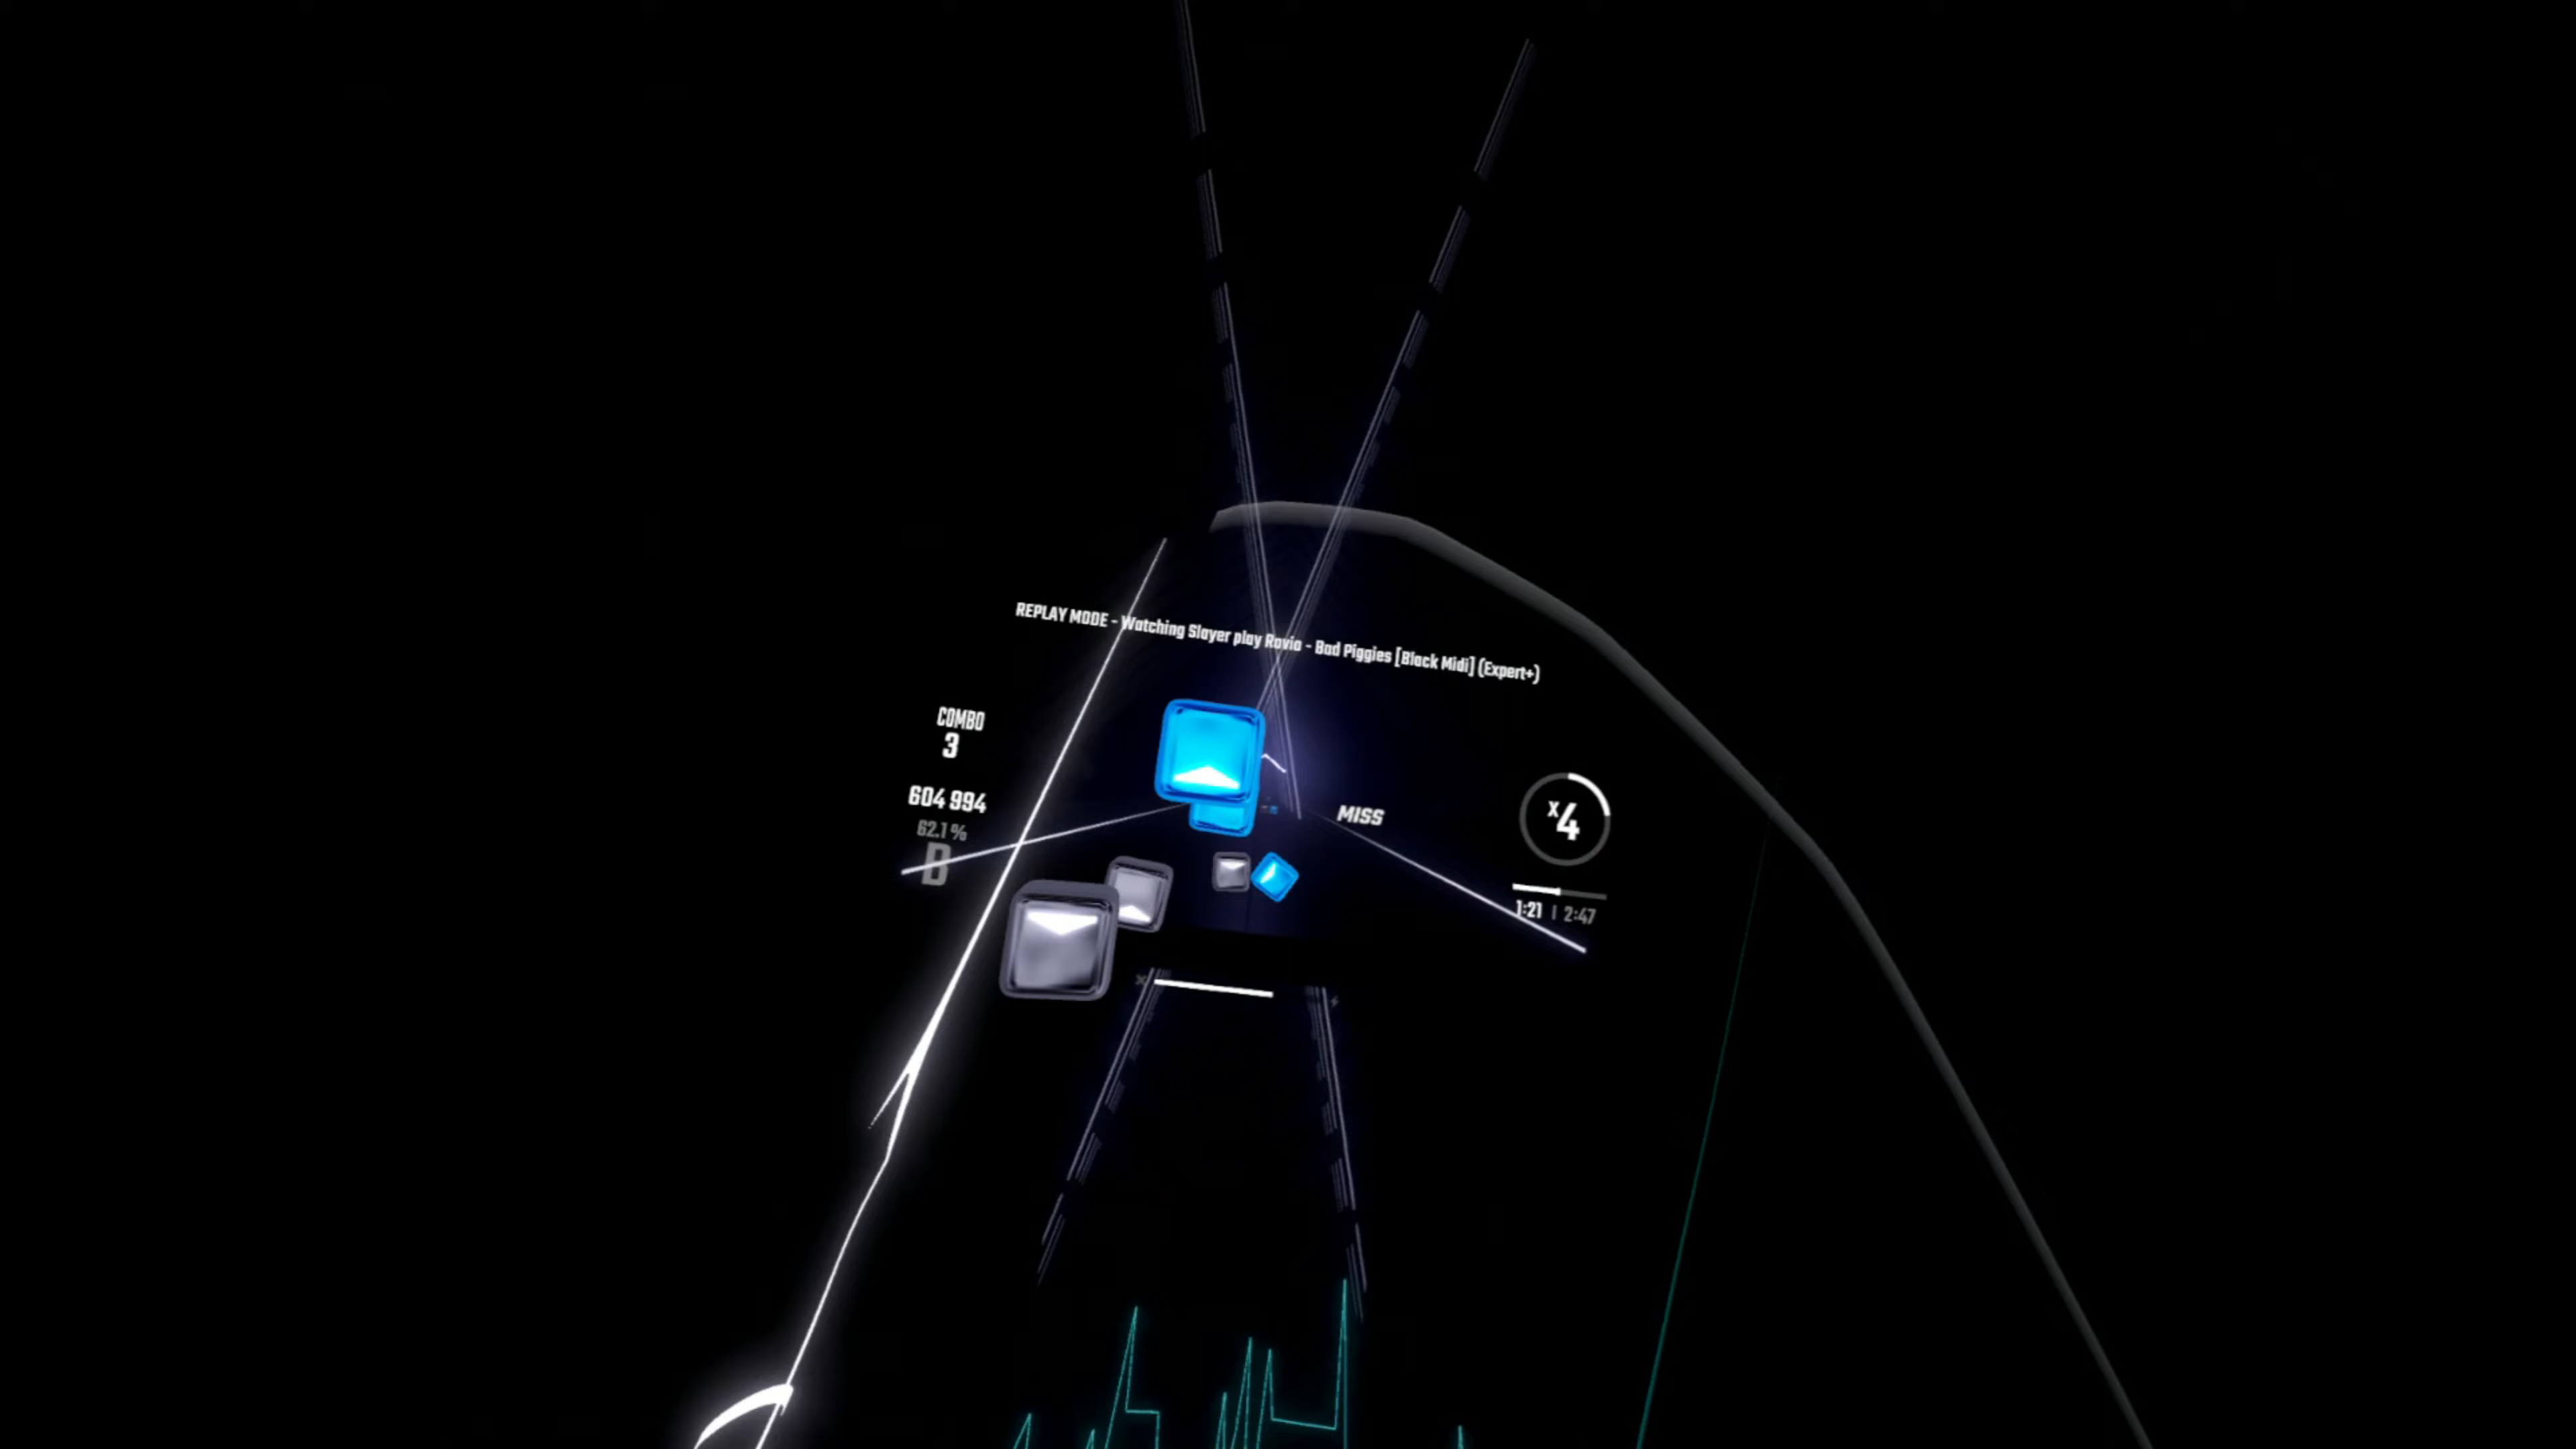 REPLAY MODE - Watching Slayer play Rovio - Bad Piggies [Black Midi] (Expert+)
COMBO
3
604 994
62.1 %
B
MISS
x4
1:21 | 2:47